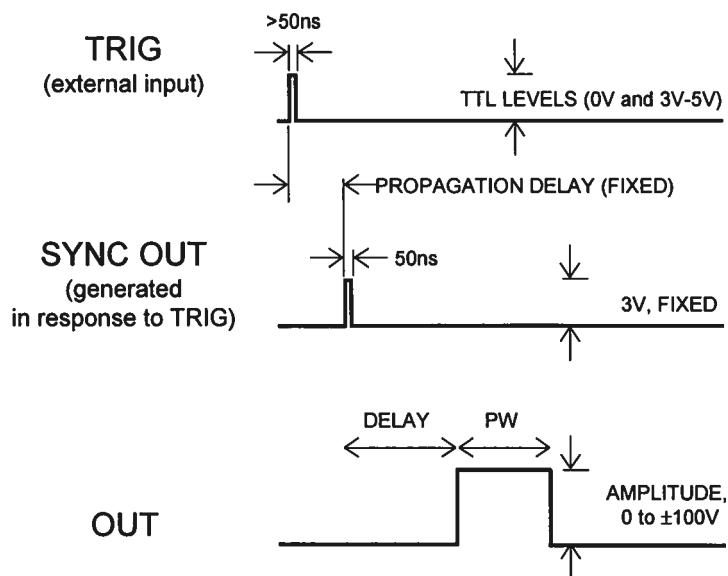 >50ns
TRIG
(external input)
TTL LEVELS (0V and 3V-5V)
PROPAGATION DELAY (FIXED)
SYNC OUT
50ns
(generated
in response to TRIG)
3V, FIXED
DELAY
PW
AMPLITUDE,
0 to ±100V
OUT